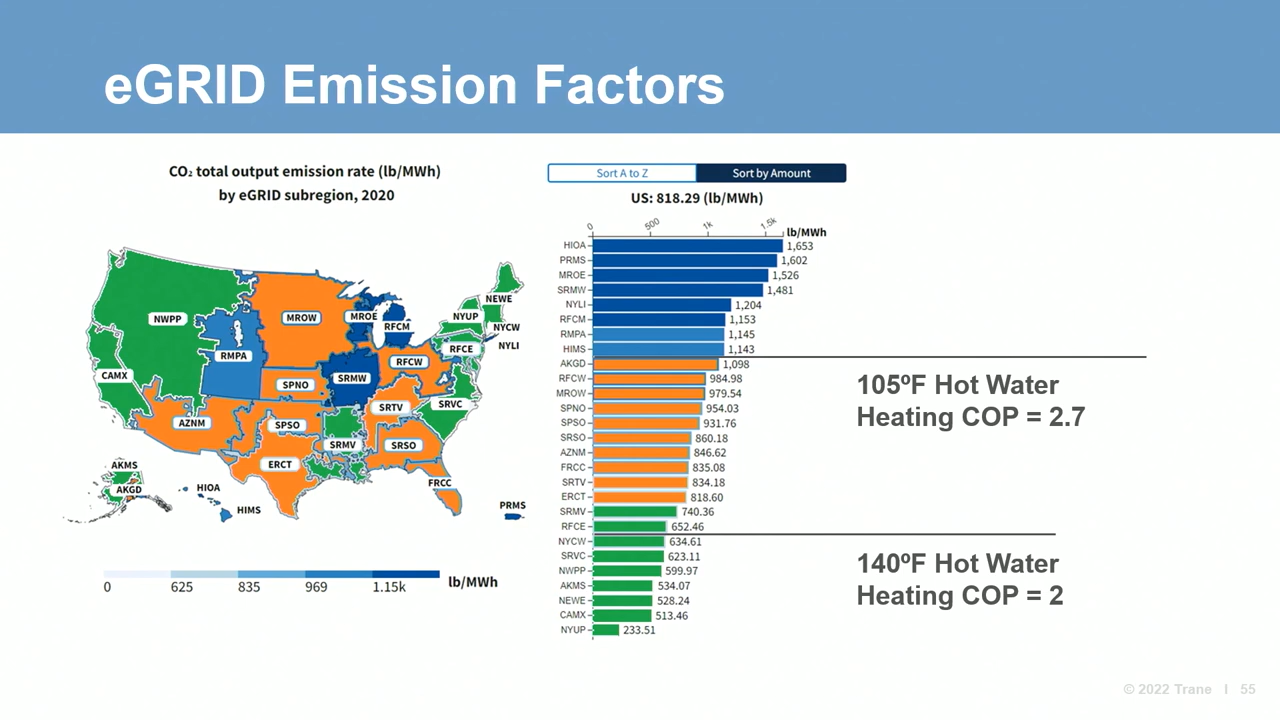 eGRID Emission Factors
CO₂ total output emission rate (lb/MWh)
by eGRID subregion, 2020
NWPP
RMPA
CAMX
AZNM
MROW
SPNO
SPSO
ERCT
MROE
RFCM
SRMW
RFCW
SRTV
SRMV
SRSO
FRCC
SRVC
RFCE
NYUP
NEWE
NYCW
NYLI
AKMS
AKGD
HIOA
HIMS
PRMS
0 625 835 969 1.15k lb/MWh
Sort A to Z Sort by Amount
US: 818.29 (lb/MWh)
0 500 1k 1.5k lb/MWh
HIOA 1,653
PRMS 1,602
MROE 1,526
SRMW 1,481
NYLI 1,204
RFCM 1,153
RMPA 1,145
HIMS 1,143
AKGD 1,098
RFCW 984.98
MROW 979.54
SPNO 954.03
SPSO 931.76
SRSO 860.18
AZNM 846.62
FRCC 835.08
SRTV 834.18
ERCT 818.60
SRMV 740.36
RFCE 652.46
NYCW 634.61
SRVC 623.11
NWPP 599.97
AKMS 534.07
NEWE 528.24
CAMX 513.46
NYUP 233.51
105ºF Hot Water
Heating COP = 2.7
140ºF Hot Water
Heating COP = 2
© 2022 Trane I 55